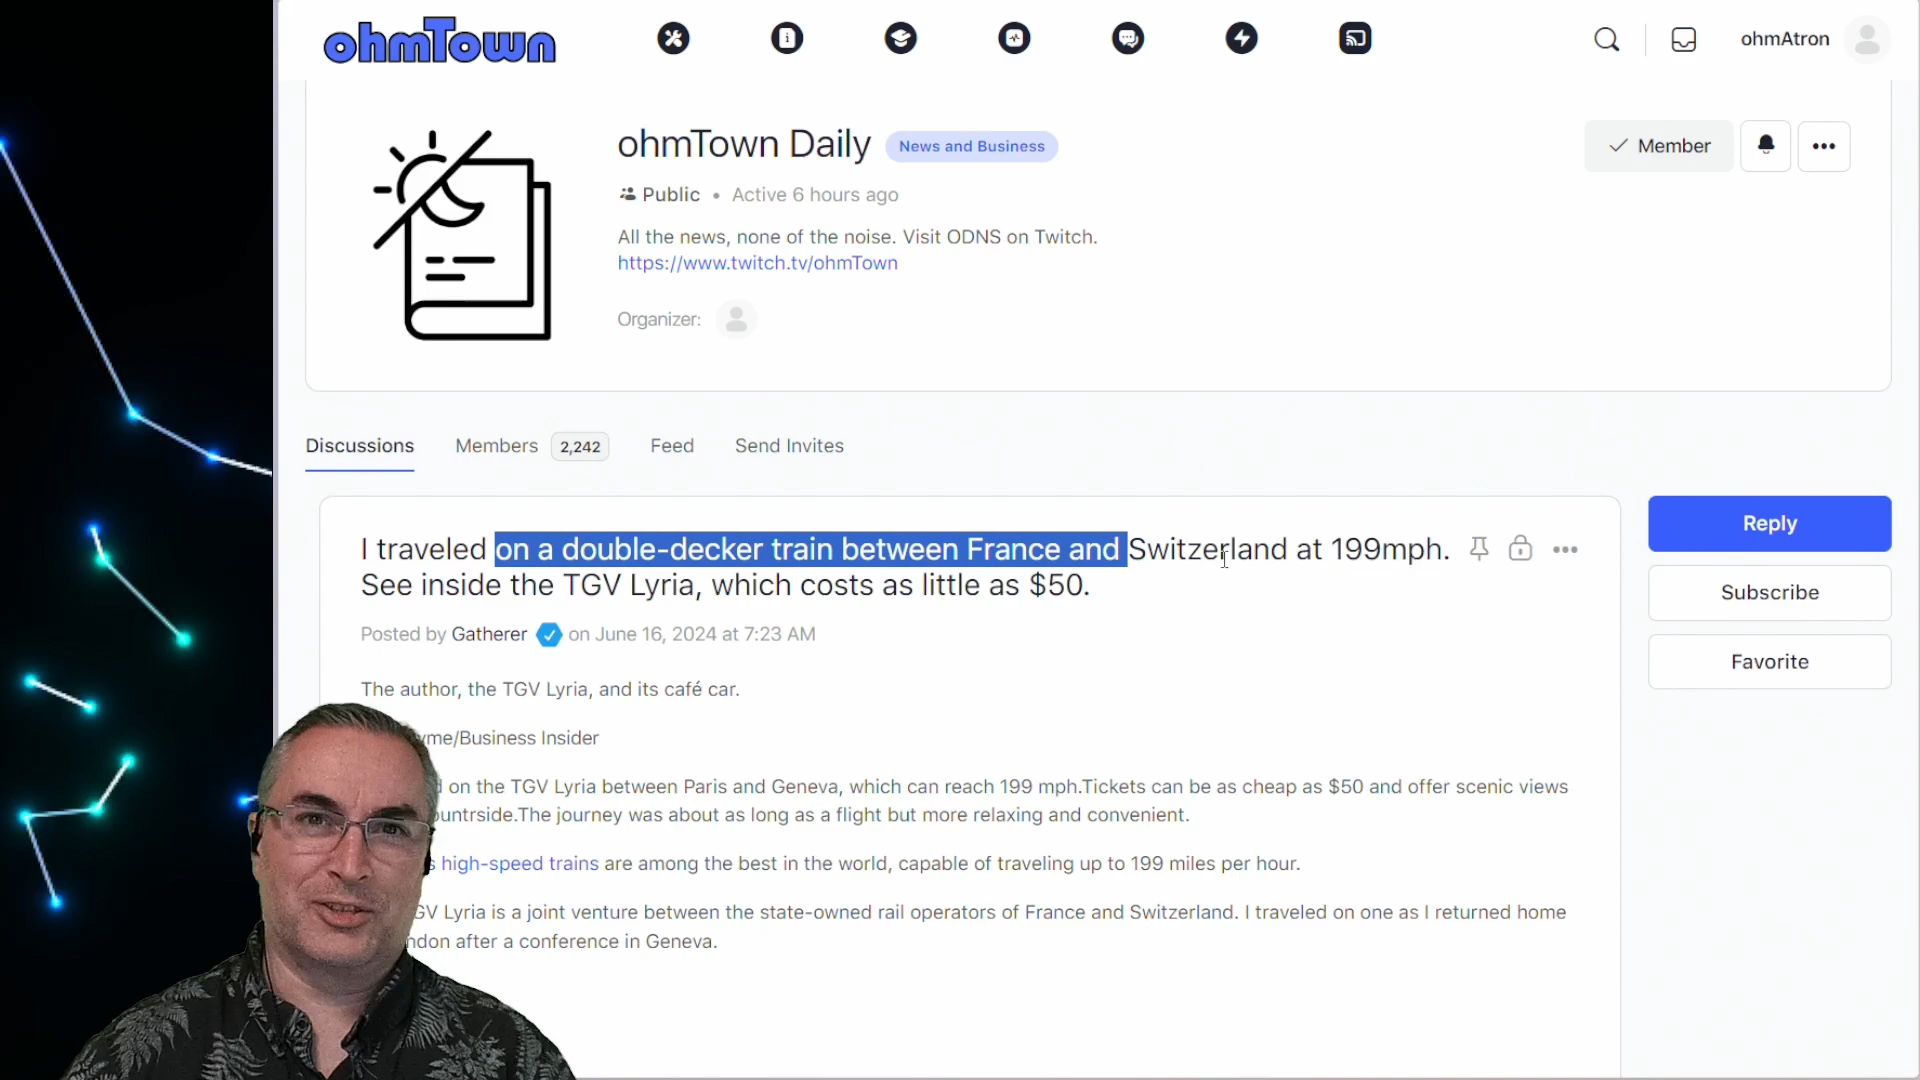 ohmTown
ohmAtron
ohmTown Daily
News and Business
Member
Public • Active 6 hours ago
All the news, none of the noise. Visit ODNS on Twitch.
https://www.twitch.tv/ohmTown
Organizer:
Discussions
Members 2,242
Feed
Send Invites
I traveled on a double-decker train between France and Switzerland at 199mph.
See inside the TGV Lyria, which costs as little as $50.
Posted by Gatherer on June 16, 2024 at 7:23 AM
Reply
Subscribe
Favorite
The author, the TGV Lyria, and its café car.
me/Business Insider
on the TGV Lyria between Paris and Geneva, which can reach 199 mph.Tickets can be as cheap as $50 and offer scenic views
untrside.The journey was about as long as a flight but more relaxing and convenient.
s high-speed trains are among the best in the world, capable of traveling up to 199 miles per hour.
GV Lyria is a joint venture between the state-owned rail operators of France and Switzerland. I traveled on one as I returned home
ndon after a conference in Geneva.